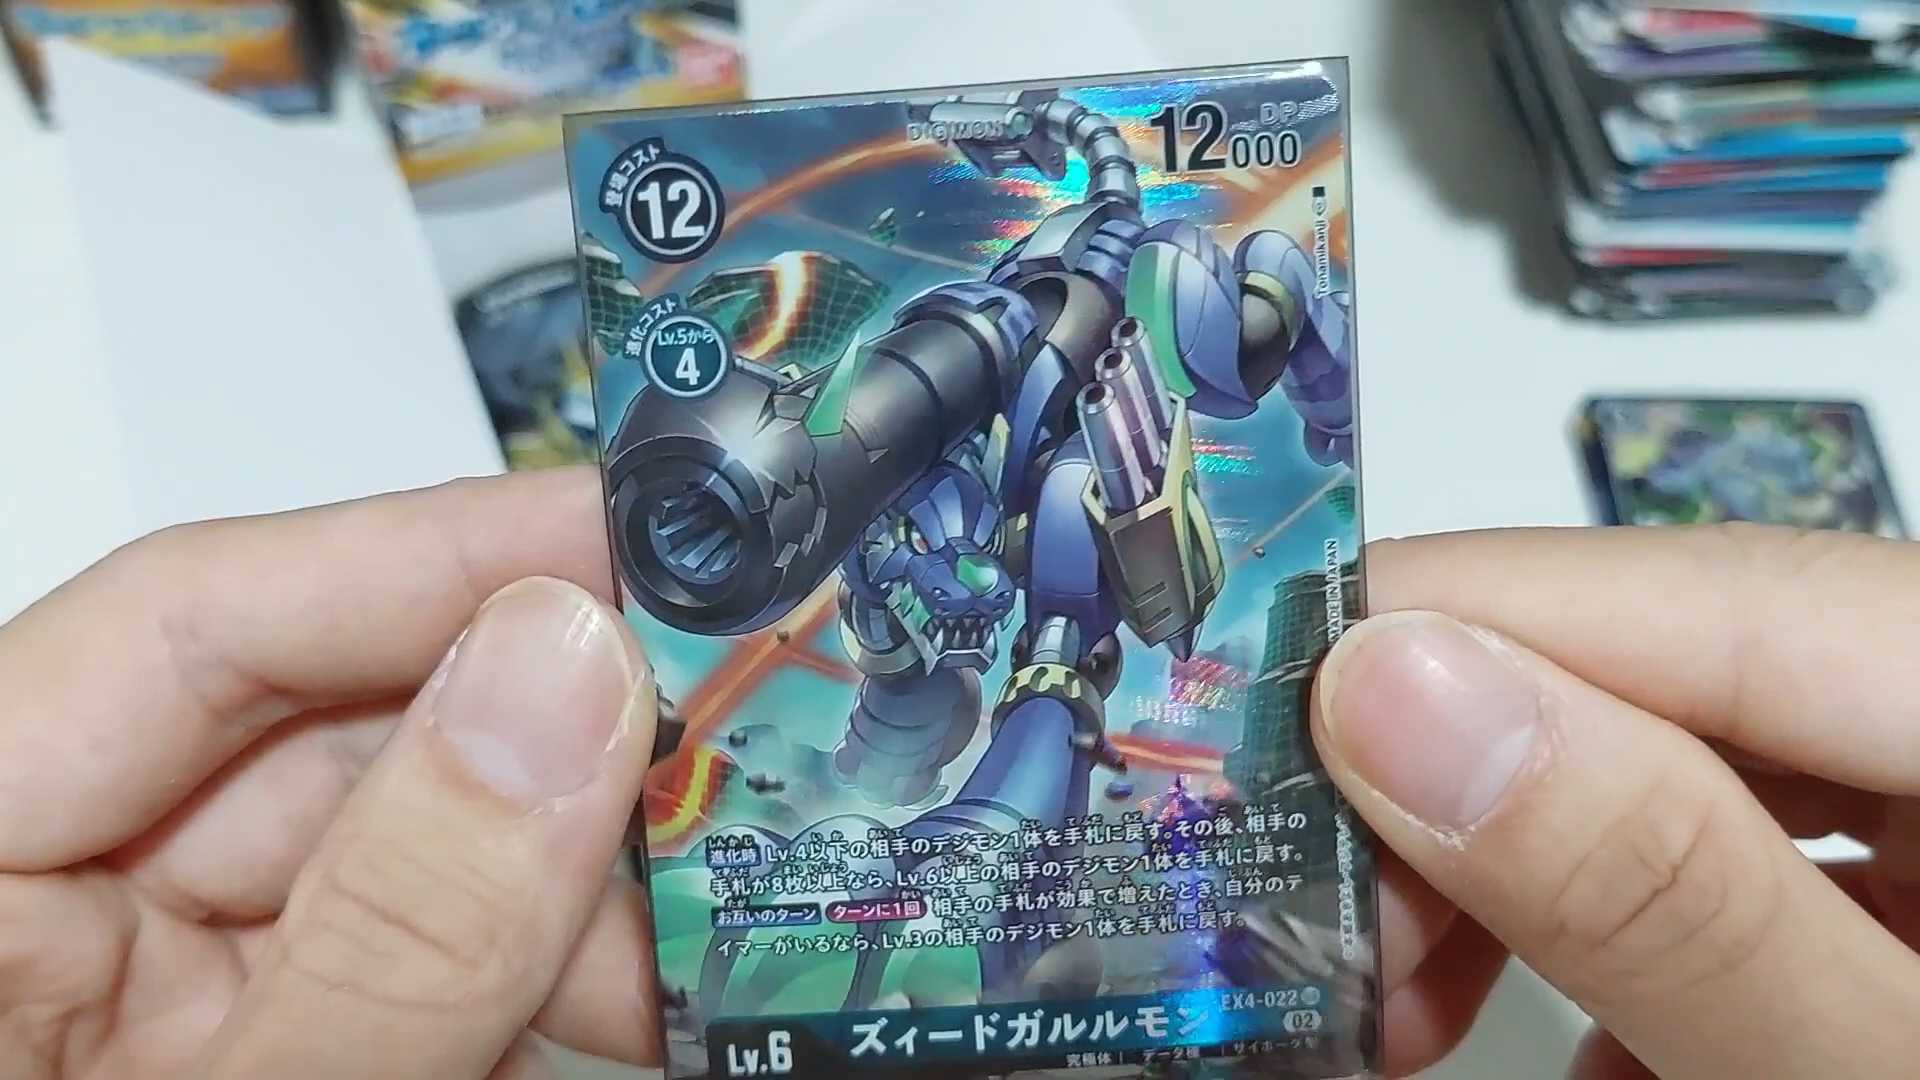 DIGIMON
DP
12000
登場コスト
12
進化コスト
Lv.5から
4
Tonamikanji
MADE IN JAPAN
進化時 Lv.4以下の相手のデジモン1体を手札に戻す。その後、相手の
手札が8枚以上なら、Lv.6以上の相手のデジモン1体を手札に戻す。
お互いのターン ターンに1回 相手の手札が効果で増えたとき、自分のテ
イマーがいるなら、Lv.3の相手のデジモン1体を手札に戻す。
EX4-022
02
Lv.6
ズィードガルルモン
究極体 | データ種 | サイボーグ型